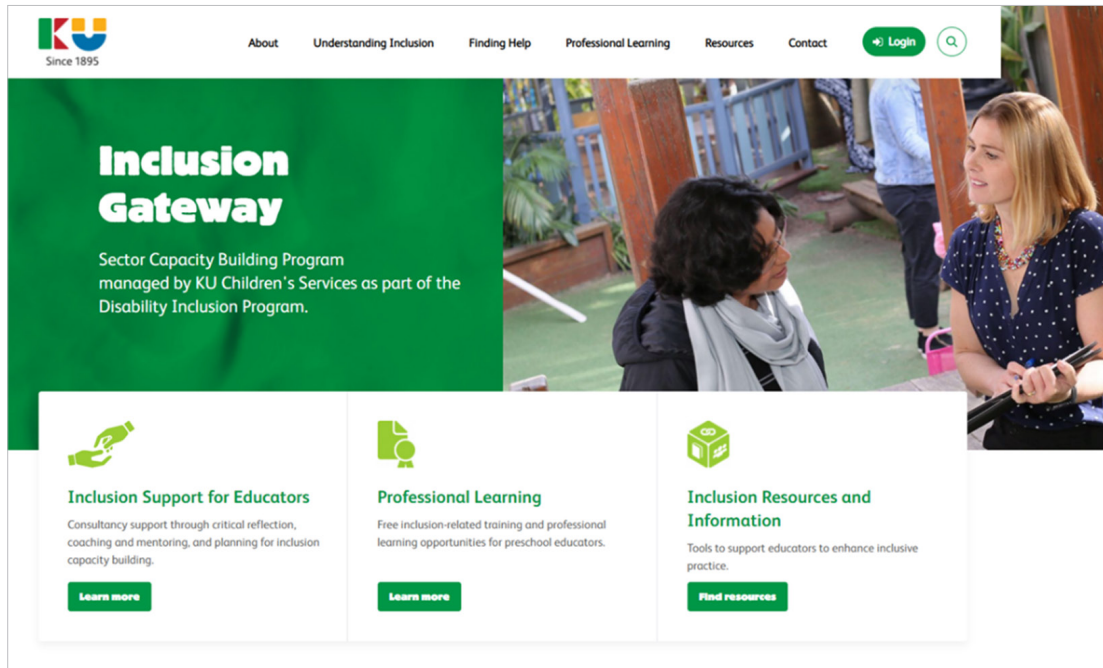 KU
Since 1895
About
Understanding Inclusion
Finding Help
Professional Learning
Resources
Contact
Login
Inclusion
Gateway
Sector Capacity Building Program
managed by KU Children's Services as part of the
Disability Inclusion Program.
Inclusion Support for Educators
Consultancy support through critical reflection,
coaching and mentoring, and planning for inclusion
capacity building.
Learn more
Professional Learning
Free inclusion-related training and professional
learning opportunities for preschool educators.
Learn more
Inclusion Resources and
Information
Tools to support educators to enhance inclusive
practice.
Find resources